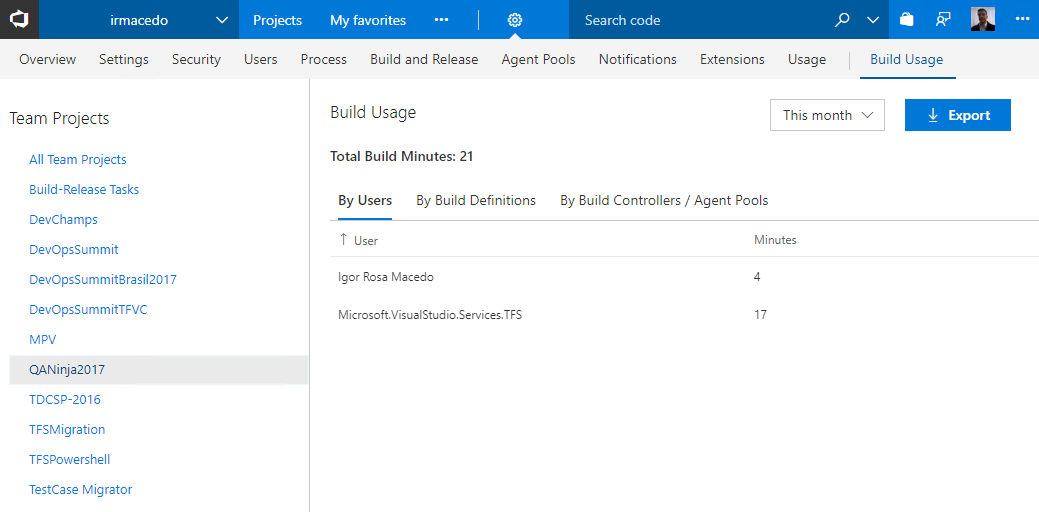 irmacedo Projects My favorites Search code
Overview Settings Security Users Process Build and Release Agent Pools Notifications Extensions Usage Build Usage
Team Projects
All Team Projects
Build-Release Tasks
DevChamps
DevOpsSummit
DevOpsSummitBrasil2017
DevOpsSummitTFVC
MPV
QANinja2017
TDCSP-2016
TFSMigration
TFSPowershell
TestCase Migrator
Build Usage This month Export
Total Build Minutes: 21
By Users By Build Definitions By Build Controllers / Agent Pools
User Minutes
Igor Rosa Macedo 4
Microsoft.VisualStudio.Services.TFS 17